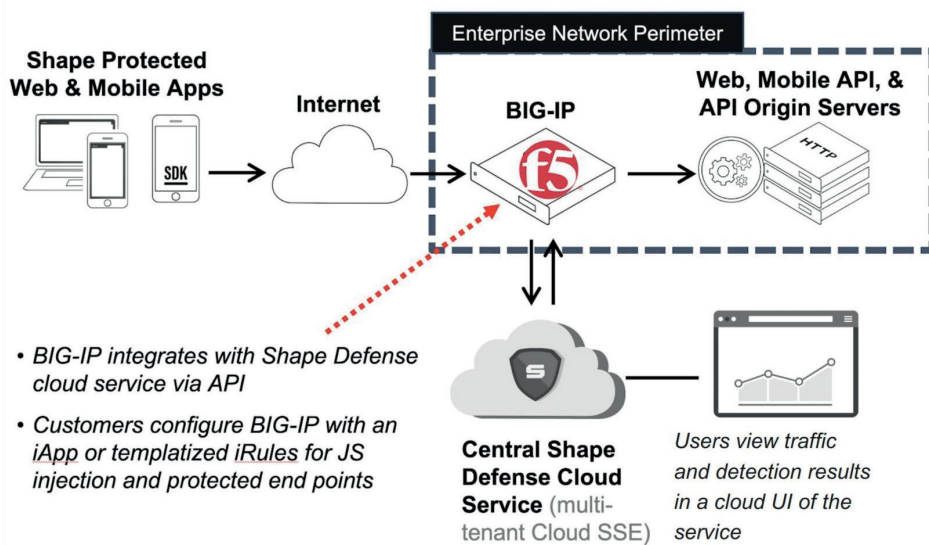 Enterprise Network Perimeter
Shape Protected
Web & Mobile Apps
Internet
BIG-IP
Web, Mobile API, &
API Origin Servers
SDK
f5
HTTP
• BIG-IP integrates with Shape Defense
cloud service via API
• Customers configure BIG-IP with an
iApp or templatized iRules for JS
injection and protected end points
S
Central Shape
Defense Cloud
Service (multi-
tenant Cloud SSE)
Users view traffic
and detection results
in a cloud UI of the
service